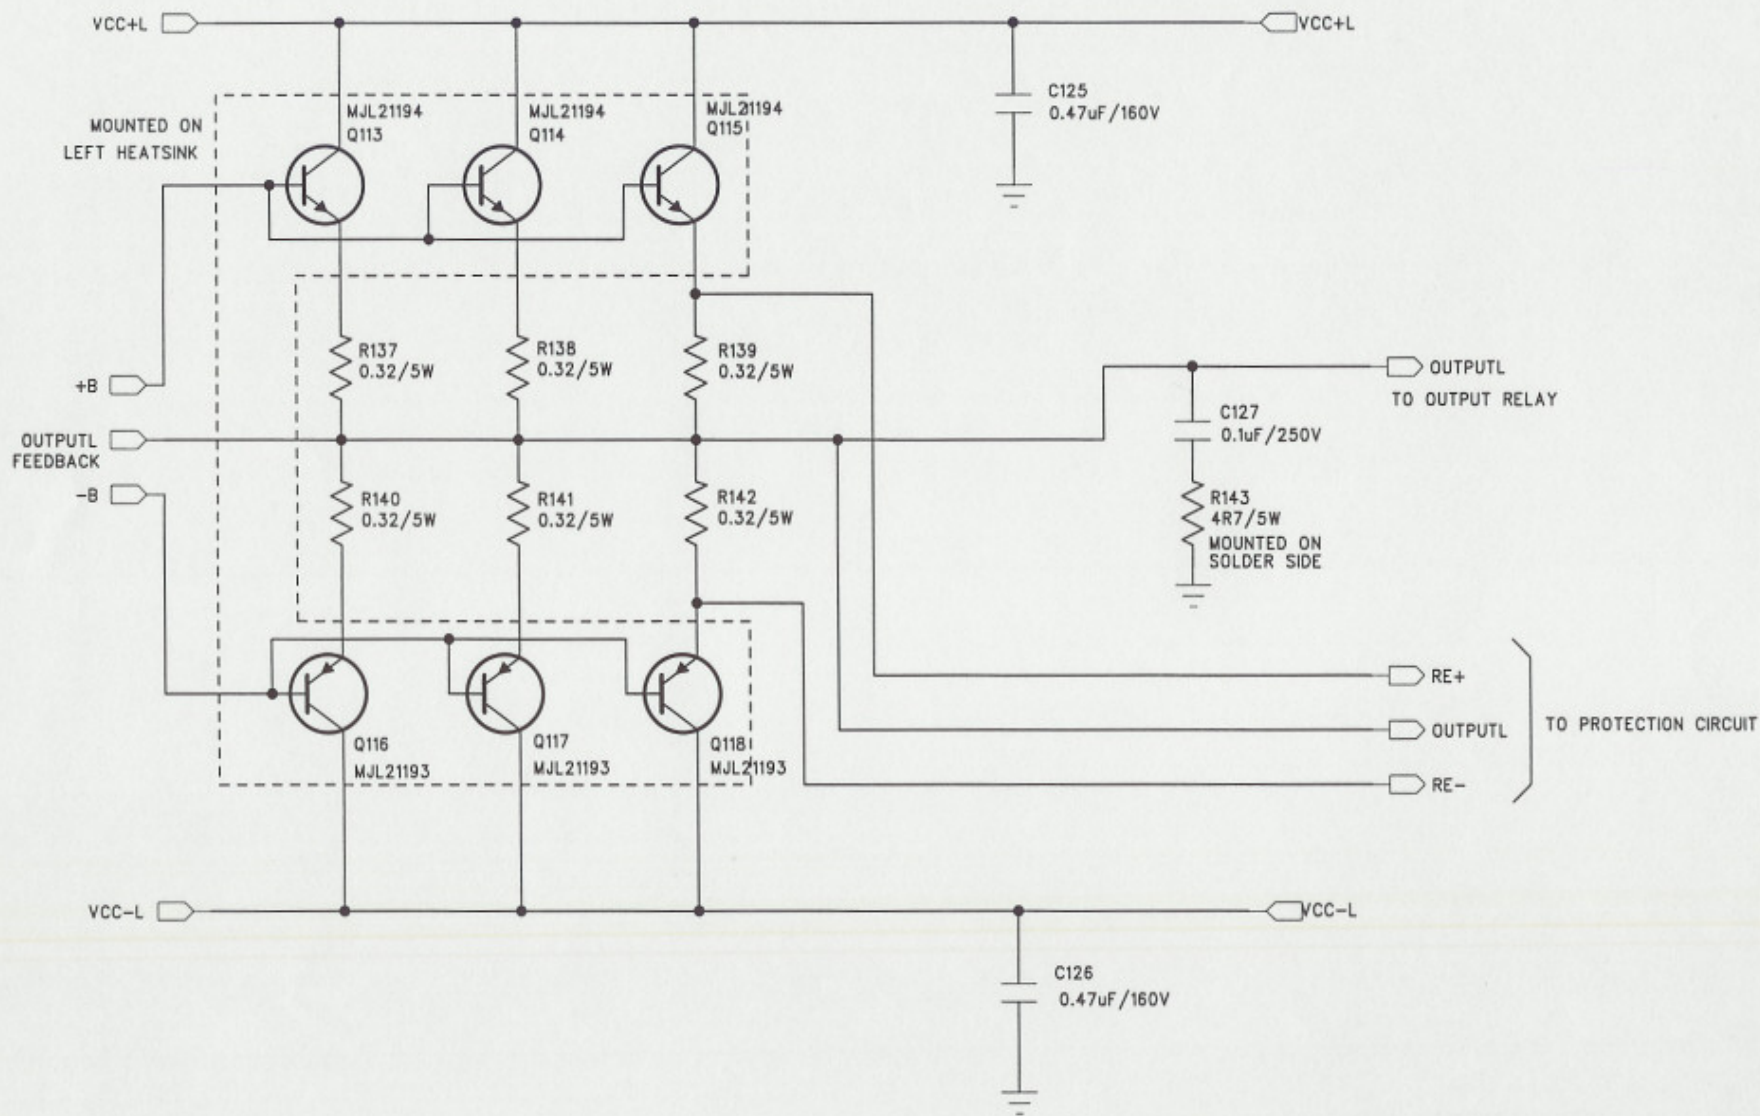 VCC+L
VCC+L
C125
0.47uF/160V
MJL21194
Q113
MJL21194
Q114
MJL21194
Q115
MOUNTED ON
LEFT HEATSINK
R137
0.32/5W
R138
0.32/5W
R139
0.32/5W
+B
OUTPUTL
TO OUTPUT RELAY
C127
0.1uF/250V
OUTPUTL
FEEDBACK
-B
R140
0.32/5W
R141
0.32/5W
R142
0.32/5W
R143
4R7/5W
MOUNTED ON
SOLDER SIDE
RE+
OUTPUTL
RE-
TO PROTECTION CIRCUIT
Q116
MJL21193
Q117
MJL21193
Q118
MJL21193
VCC-L
VCC-L
C126
0.47uF/160V